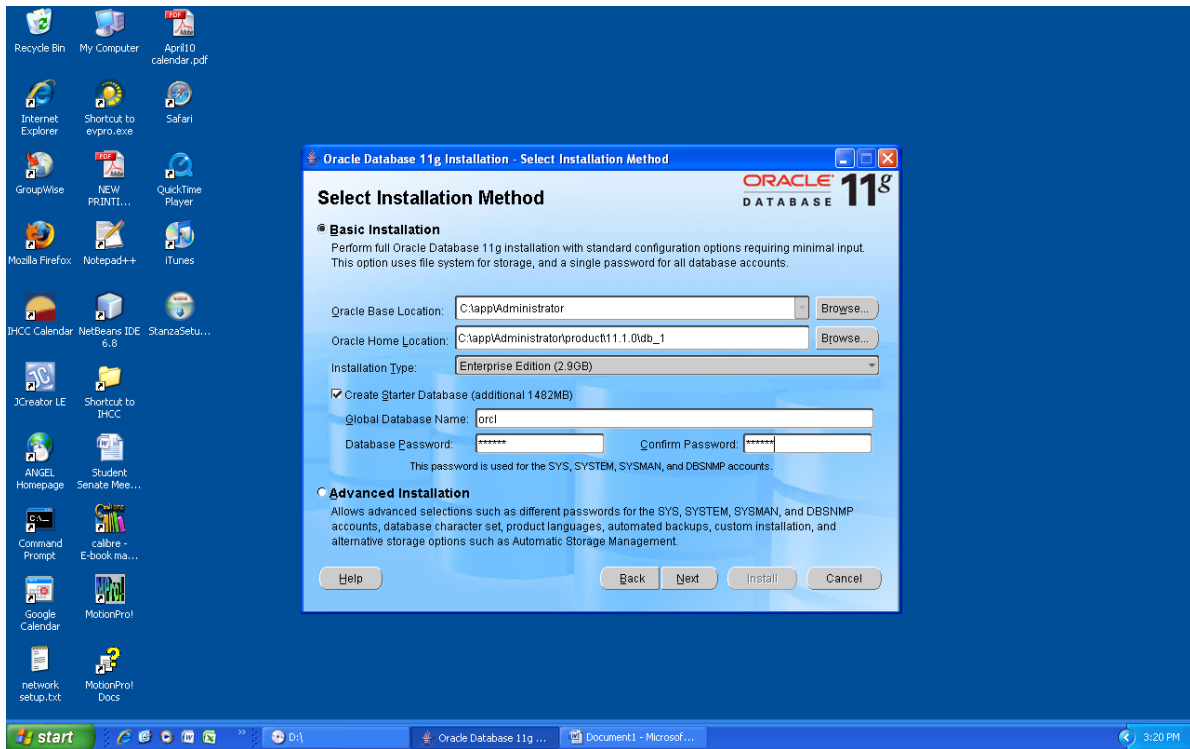 Recycle Bin
My Computer
April10
calendar.pdf
Internet
Explorer
Shortcut to
evpro.exe
Safari
GroupWise
NEW
PRINTI...
QuickTime
Player
Mozilla Firefox
Notepad++
iTunes
IHCC Calendar
NetBeans IDE
6.8
StanzaSetu...
JCreator LE
Shortcut to
IHCC
ANGEL
Homepage
Student
Senate Mee...
Command
Prompt
calibre -
E-book ma...
Google
Calendar
MotionPro!
network
setup.txt
MotionPro!
Docs
Oracle Database 11g Installation - Select Installation Method
Select Installation Method
ORACLE
DATABASE
11g
Basic Installation
Perform full Oracle Database 11g installation with standard configuration options requiring minimal input.
This option uses file system for storage, and a single password for all database accounts.
Oracle Base Location: C:\app\Administrator Browse...
Oracle Home Location: C:\app\Administrator\product\11.1.0\db_1 Browse...
Installation Type: Enterprise Edition (2.9GB)
Create Starter Database (additional 1482MB)
Global Database Name: orcl
Database Password: ****** Confirm Password: ******
This password is used for the SYS, SYSTEM, SYSMAN, and DBSNMP accounts.
Advanced Installation
Allows advanced selections such as different passwords for the SYS, SYSTEM, SYSMAN, and DBSNMP
accounts, database character set, product languages, automated backups, custom installation, and
alternative storage options such as Automatic Storage Management.
Help Back Next Install Cancel
start D:\ Oracle Database 11g ... Document1 - Microsof... 3:20 PM